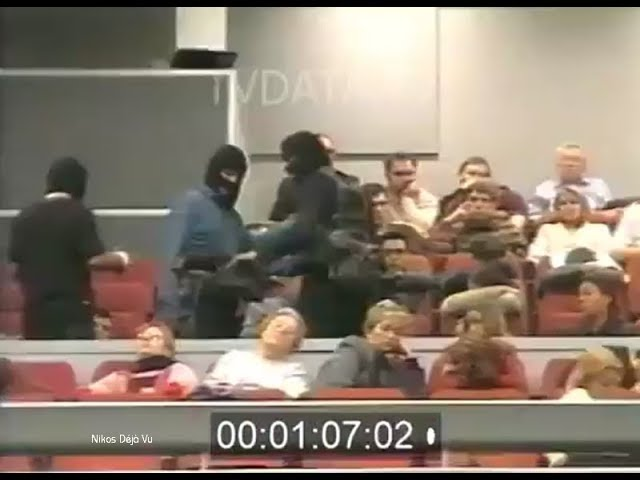 TVDATA
Nikos Déjà Vu
00:01:07:02